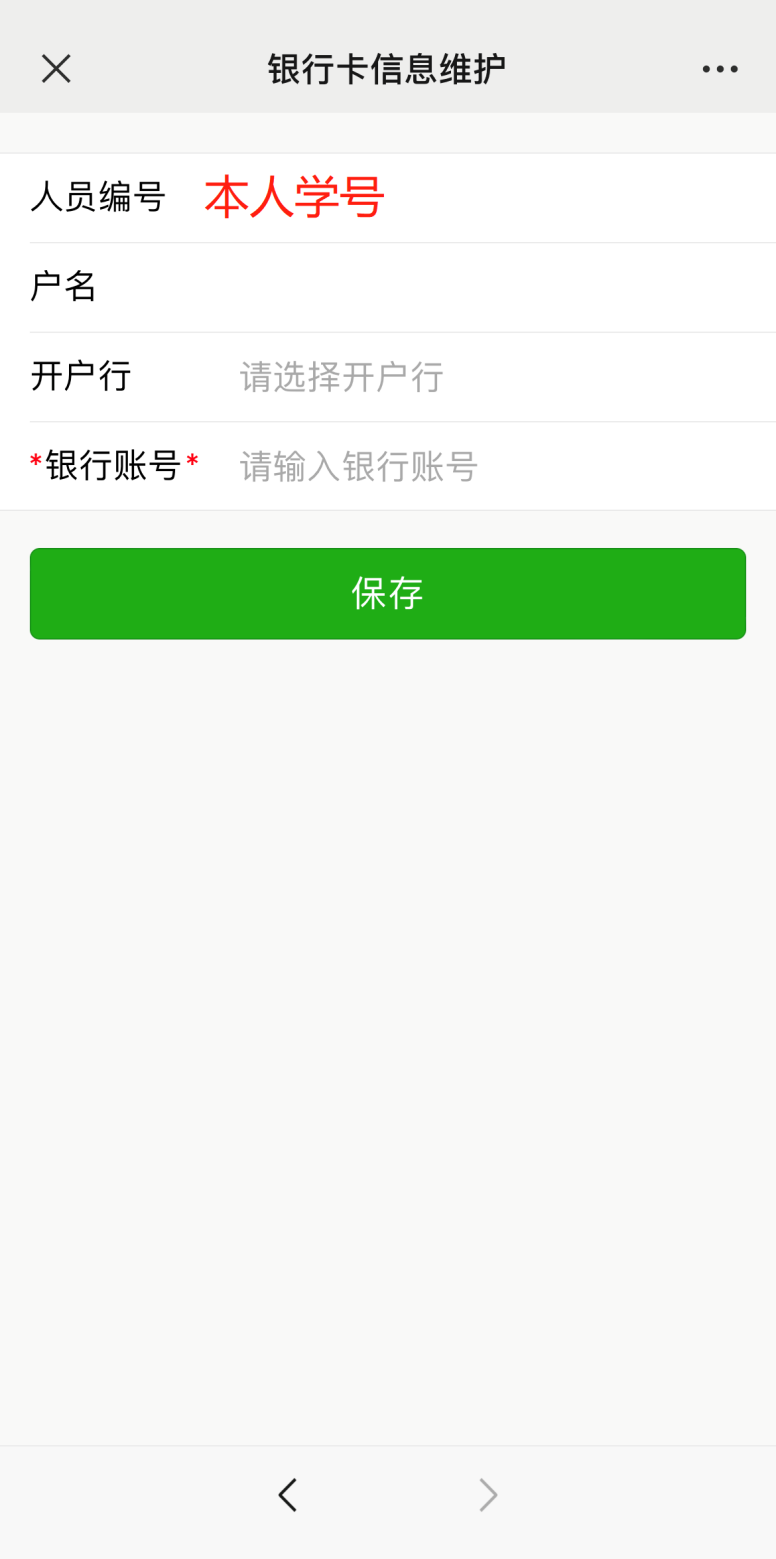 银行卡信息维护
人员编号 本人学号
户名
开户行 请选择开户行
*银行账号* 请输入银行账号
保存